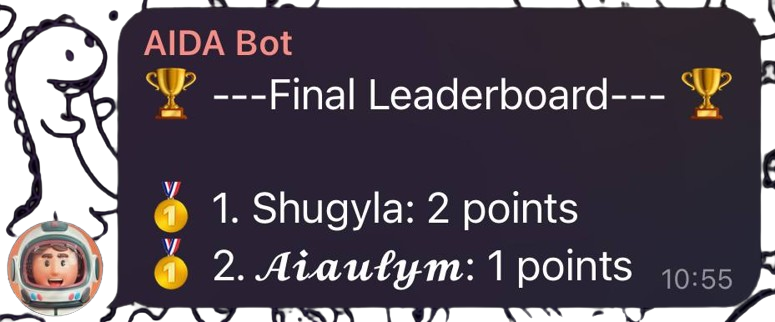 AIDA Bot
🏆 ---Final Leaderboard--- 🏆
🥇 1. Shugyla: 2 points
🥇 2. 𝓐𝓲𝓪𝓾𝓵𝔂𝓶: 1 points
10:55